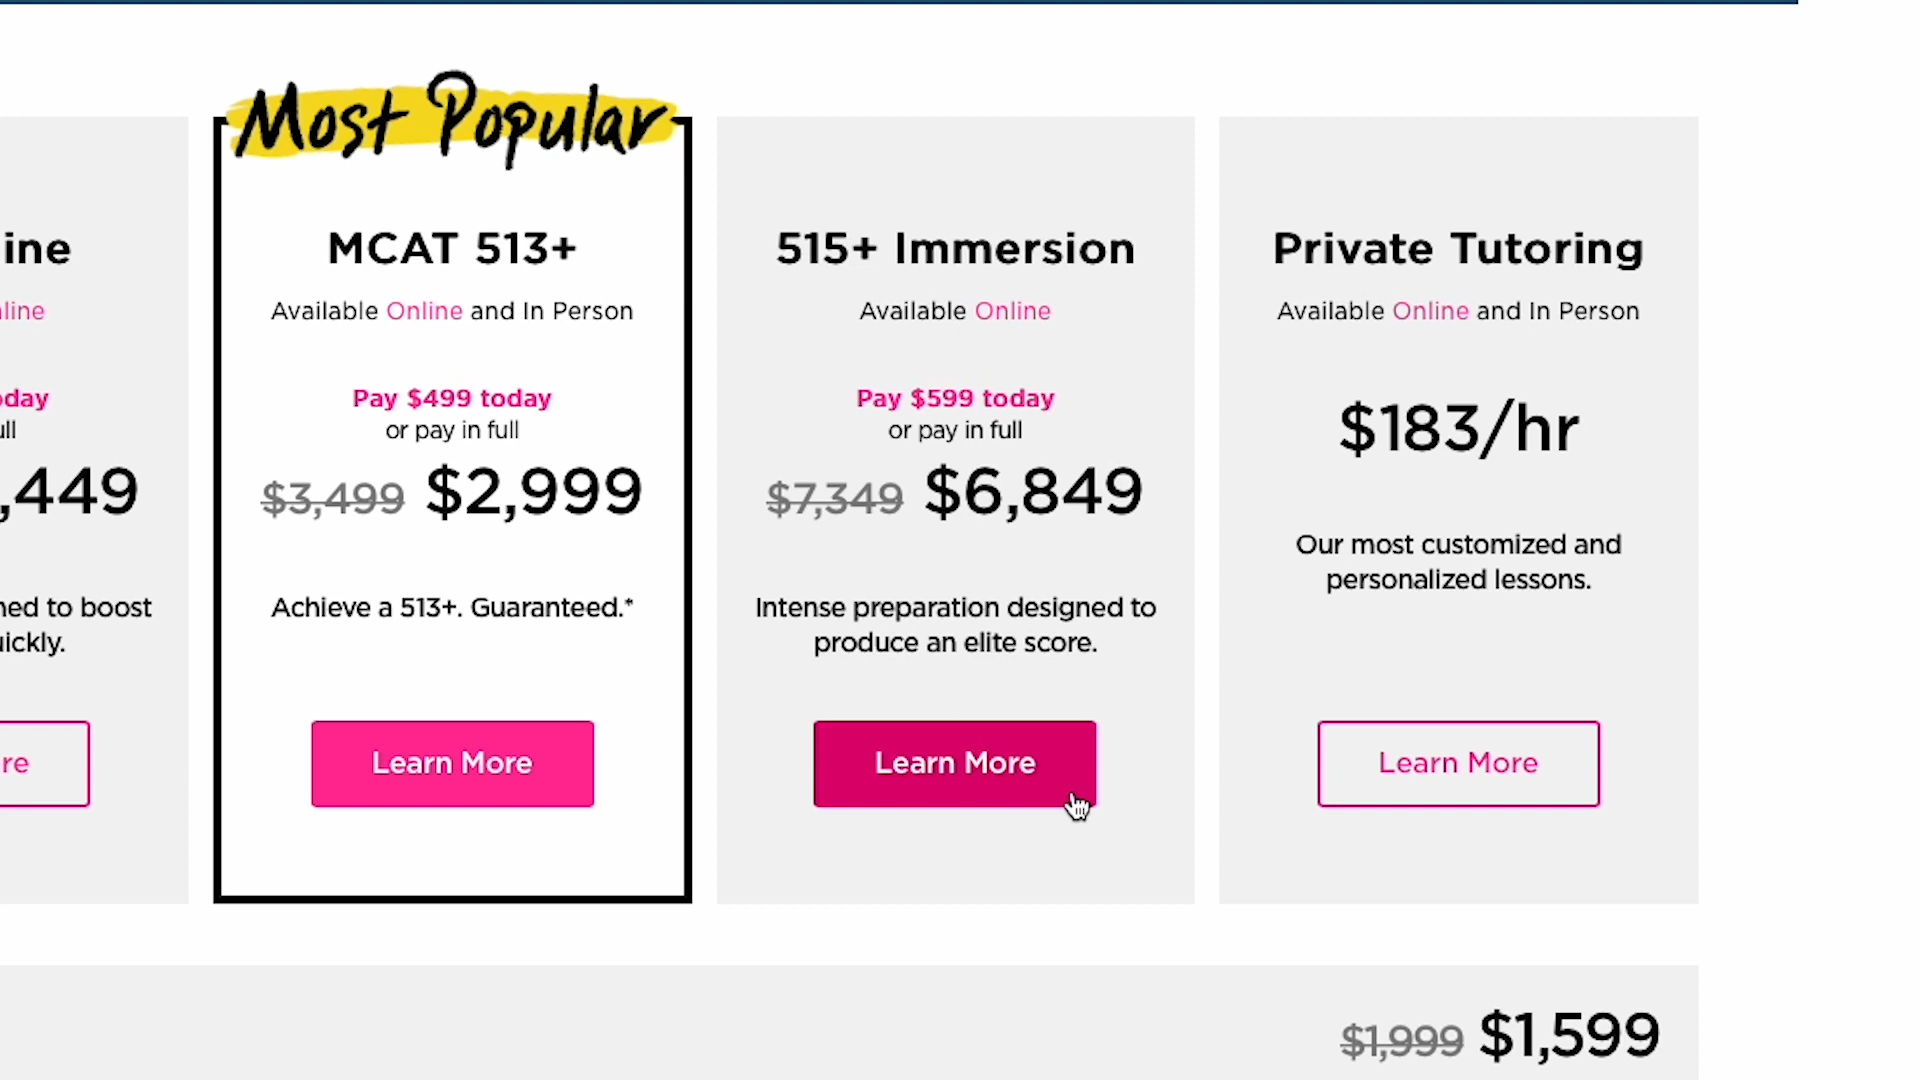 Most Popular
ine
line
oday
ull
,449
ned to boost
uickly.
re
MCAT 513+
Available Online and In Person
Pay $499 today
or pay in full
$3,499 $2,999
Achieve a 513+. Guaranteed.*
Learn More
515+ Immersion
Available Online
Pay $599 today
or pay in full
$7,349 $6,849
Intense preparation designed to
produce an elite score.
Learn More
Private Tutoring
Available Online and In Person
$183/hr
Our most customized and
personalized lessons.
Learn More
$1,999 $1,599